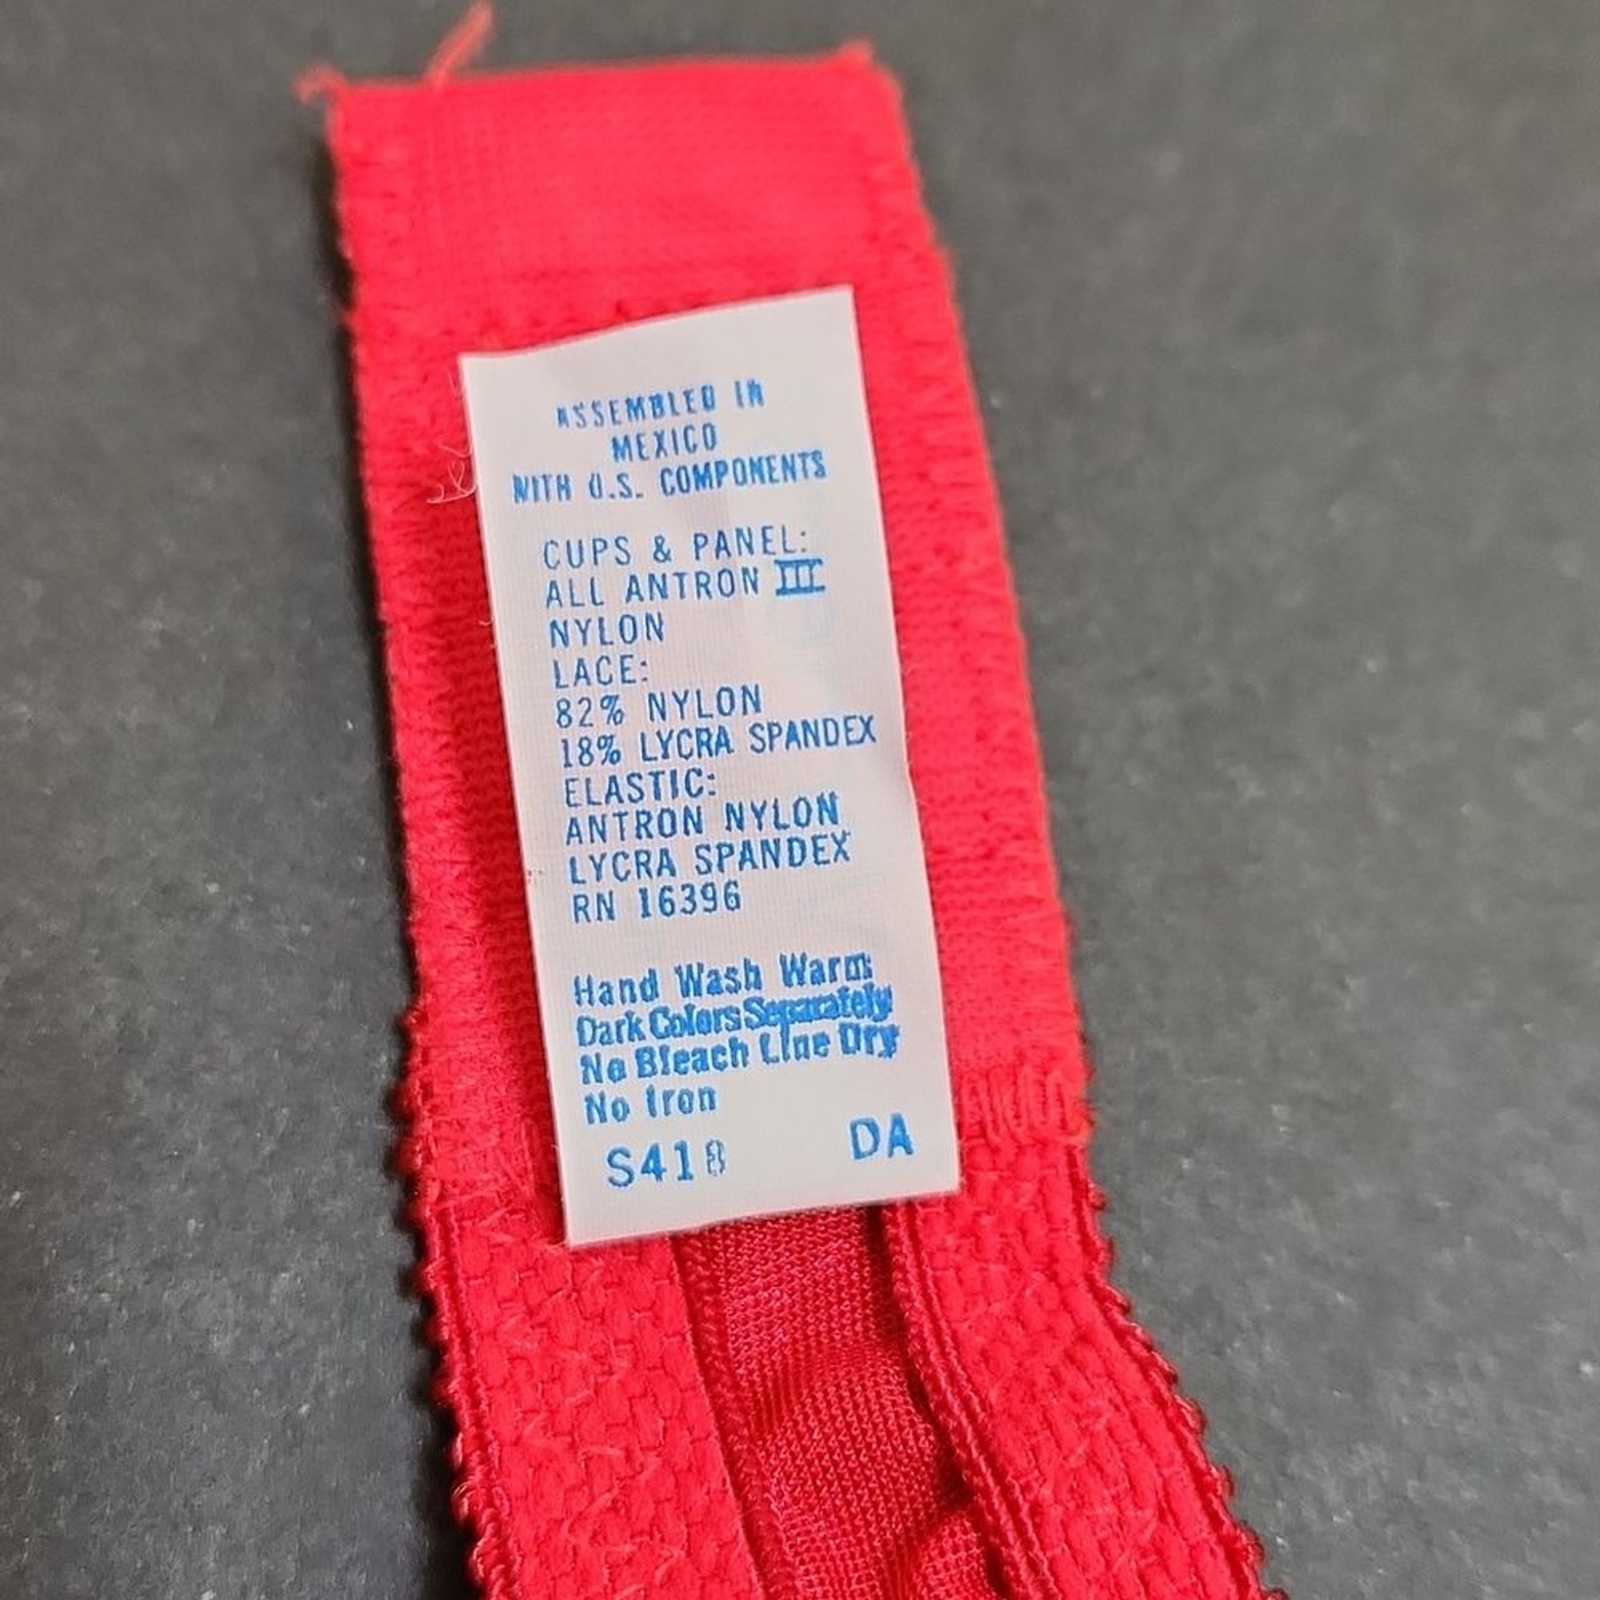 ASSEMBLED IN
MEXICO
WITH U.S. COMPONENTS
CUPS & PANEL:
ALL ANTRON III
NYLON
LACE:
82% NYLON
18% LYCRA SPANDEX
ELASTIC:
ANTRON NYLON
LYCRA SPANDEX
RN 16396
Hand Wash Warm
Dark Colors Separately
No Bleach Line Dry
No Iron
S418 DA